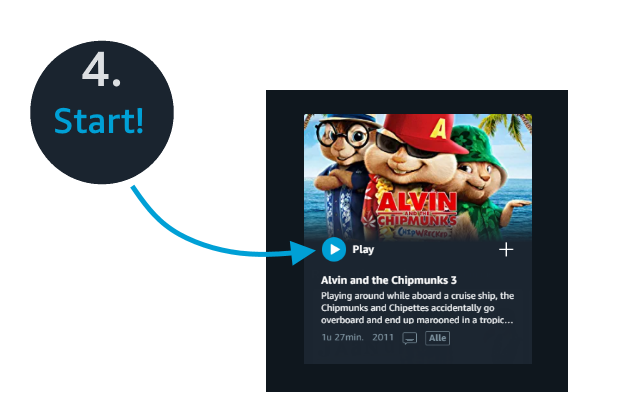 4.
Start!
A
ALVIN
AND THE
CHIPMUNKS
CHIPWRECKED
Play
Alvin and the Chipmunks 3
Playing around while aboard a cruise ship, the
Chipmunks and Chipettes accidentally go
overboard and end up marooned in a tropic...
1u 27min. 2011 Alle